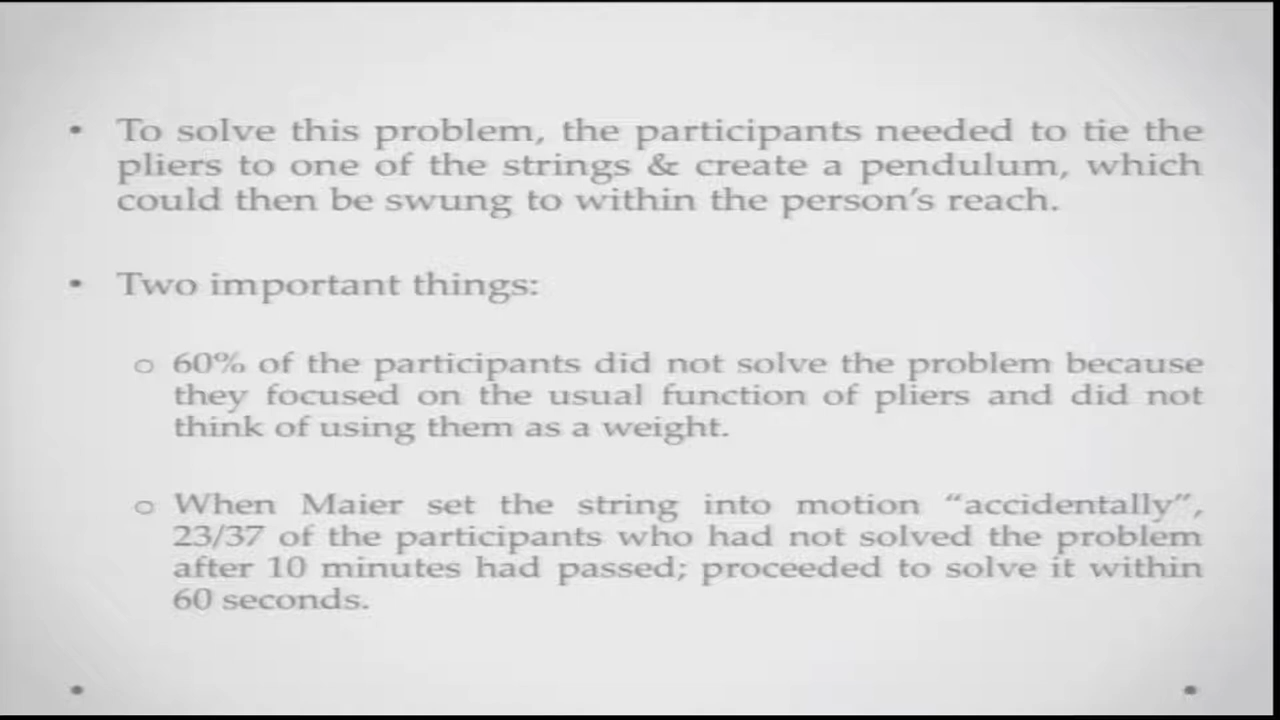 • To solve this problem, the participants needed to tie the
pliers to one of the strings & create a pendulum, which
could then be swung to within the person's reach.
• Two important things:
o 60% of the participants did not solve the problem because
they focused on the usual function of pliers and did not
think of using them as a weight.
o When Maier set the string into motion “accidentally”,
23/37 of the participants who had not solved the problem
after 10 minutes had passed; proceeded to solve it within
60 seconds.